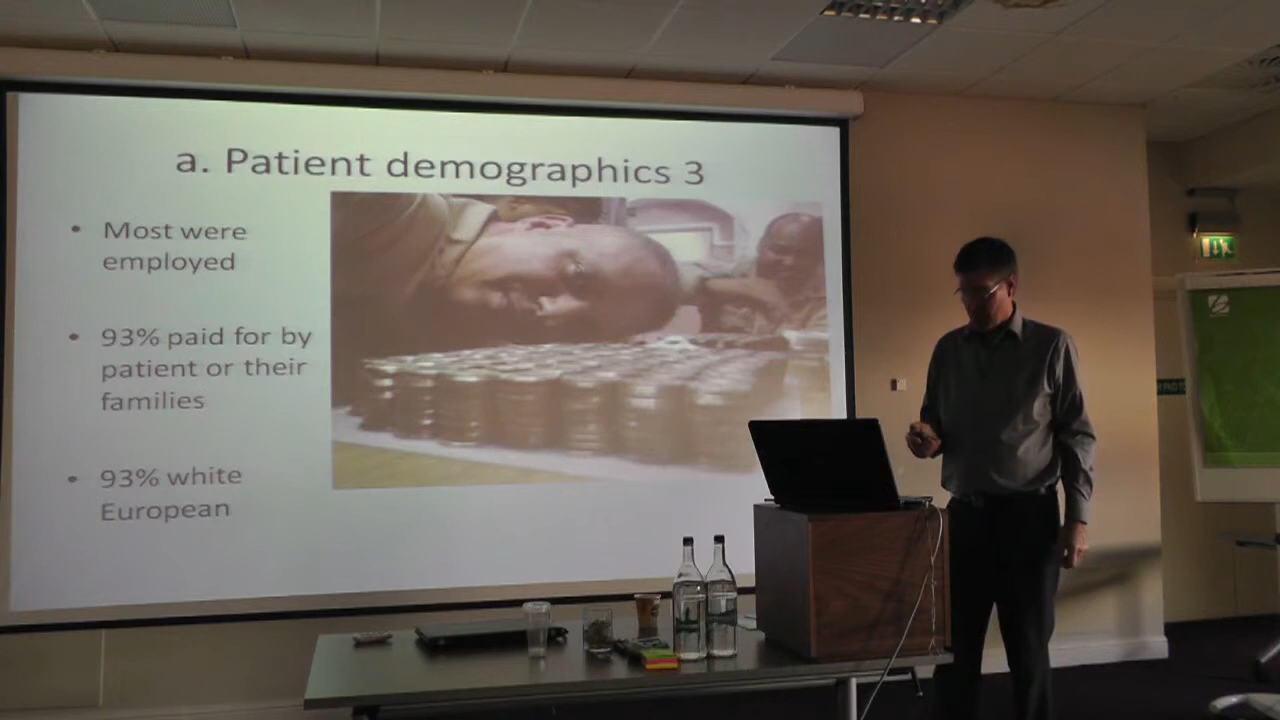 a. Patient demographics 3
• Most were
employed
• 93% paid for by
patient or their
families
• 93% white
European